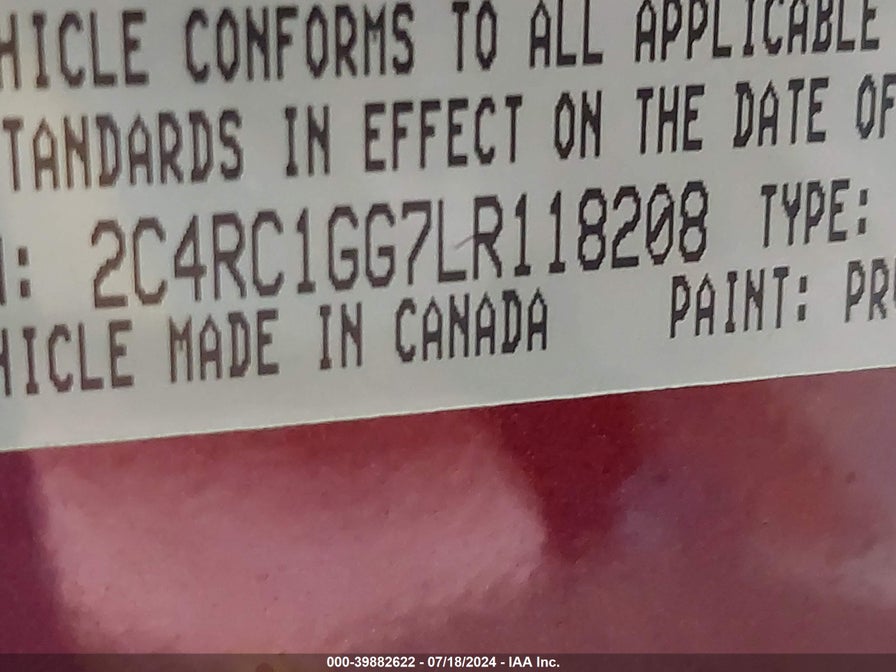 HICLE CONFORMS TO ALL APPLICABLE
TANDARDS IN EFFECT ON THE DATE OF
: 2C4RC1GG7LR118208 TYPE:
HICLE MADE IN CANADA PAINT: PR
000-39882622 - 07/18/2024 - IAA Inc.